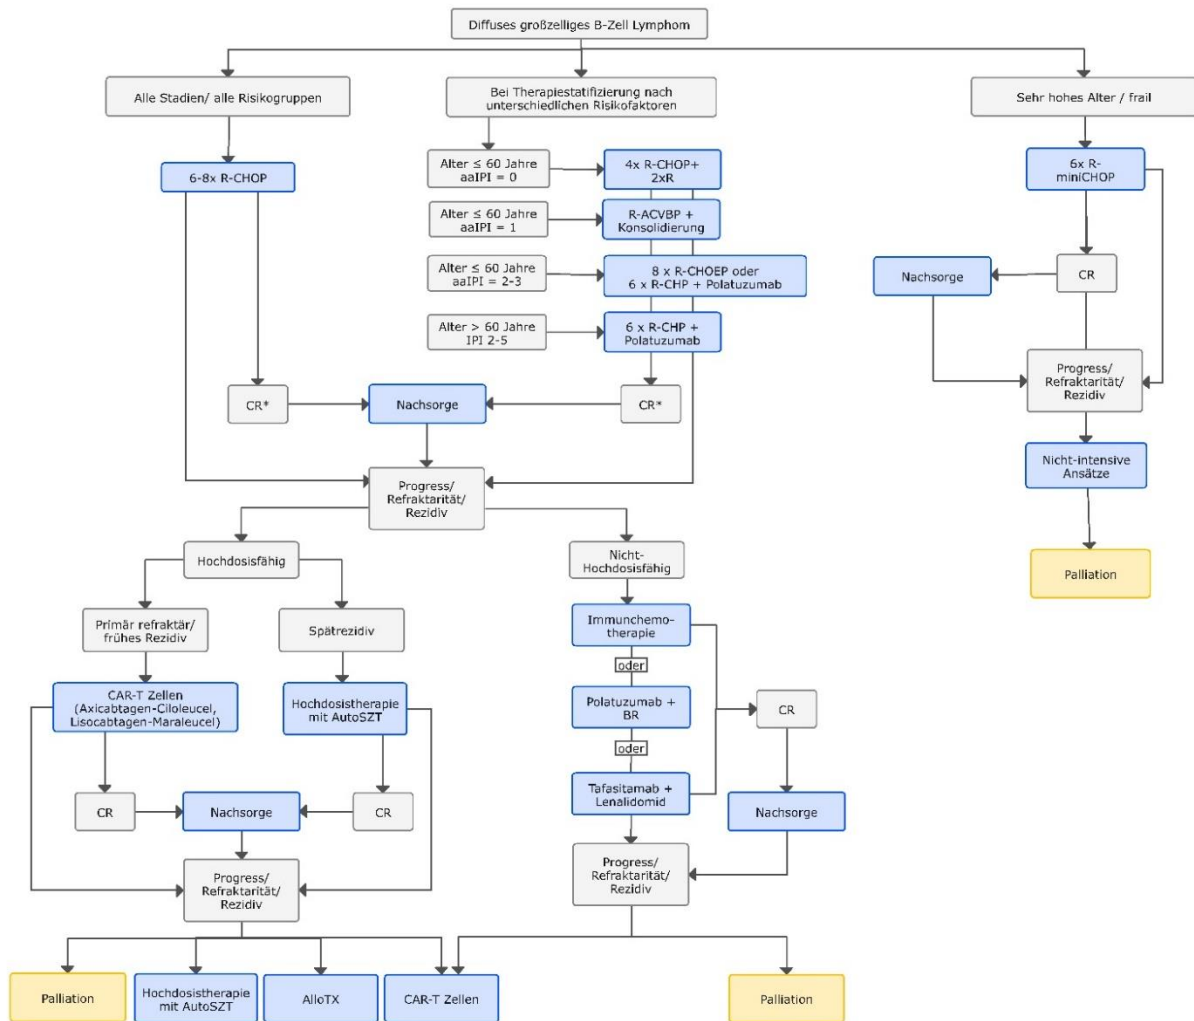 Diffuses großzelliges B-Zell Lymphom
Alle Stadien/ alle Risikogruppen
Bei Therapiestatifizierung nach
unterschiedlichen Risikofaktoren
Sehr hohes Alter / frail
6-8x R-CHOP
Alter ≤ 60 Jahre
aaIPI = 0
4x R-CHOP+
2xR
6x R-
miniCHOP
Alter ≤ 60 Jahre
aaIPI = 1
R-ACVBP +
Konsolidierung
Alter ≤ 60 Jahre
aaIPI = 2-3
8 x R-CHOEP oder
6 x R-CHP + Polatuzumab
Nachsorge
CR
Alter > 60 Jahre
IPI 2-5
6 x R-CHP +
Polatuzumab
Progress/
Refraktarität/
Rezidiv
CR*
Nachsorge
CR*
Nicht-intensive
Ansätze
Progress/
Refraktarität/
Rezidiv
Palliation
Hochdosisfähig
Nicht-
Hochdosisfähig
Primär refraktär/
frühes Rezidiv
Spätrezidiv
Immunchemo-
therapie
oder
CAR-T Zellen
(Axicabtagen-Ciloleucel,
Lisocabtagen-Maraleucel)
Hochdosistherapie
mit AutoSZT
Polatuzumab +
BR
CR
oder
CR
Nachsorge
CR
Tafasitamab +
Lenalidomid
Nachsorge
Progress/
Refraktarität/
Rezidiv
Progress/
Refraktarität/
Rezidiv
Palliation
Hochdosistherapie
mit AutoSZT
AlloTX
CAR-T Zellen
Palliation